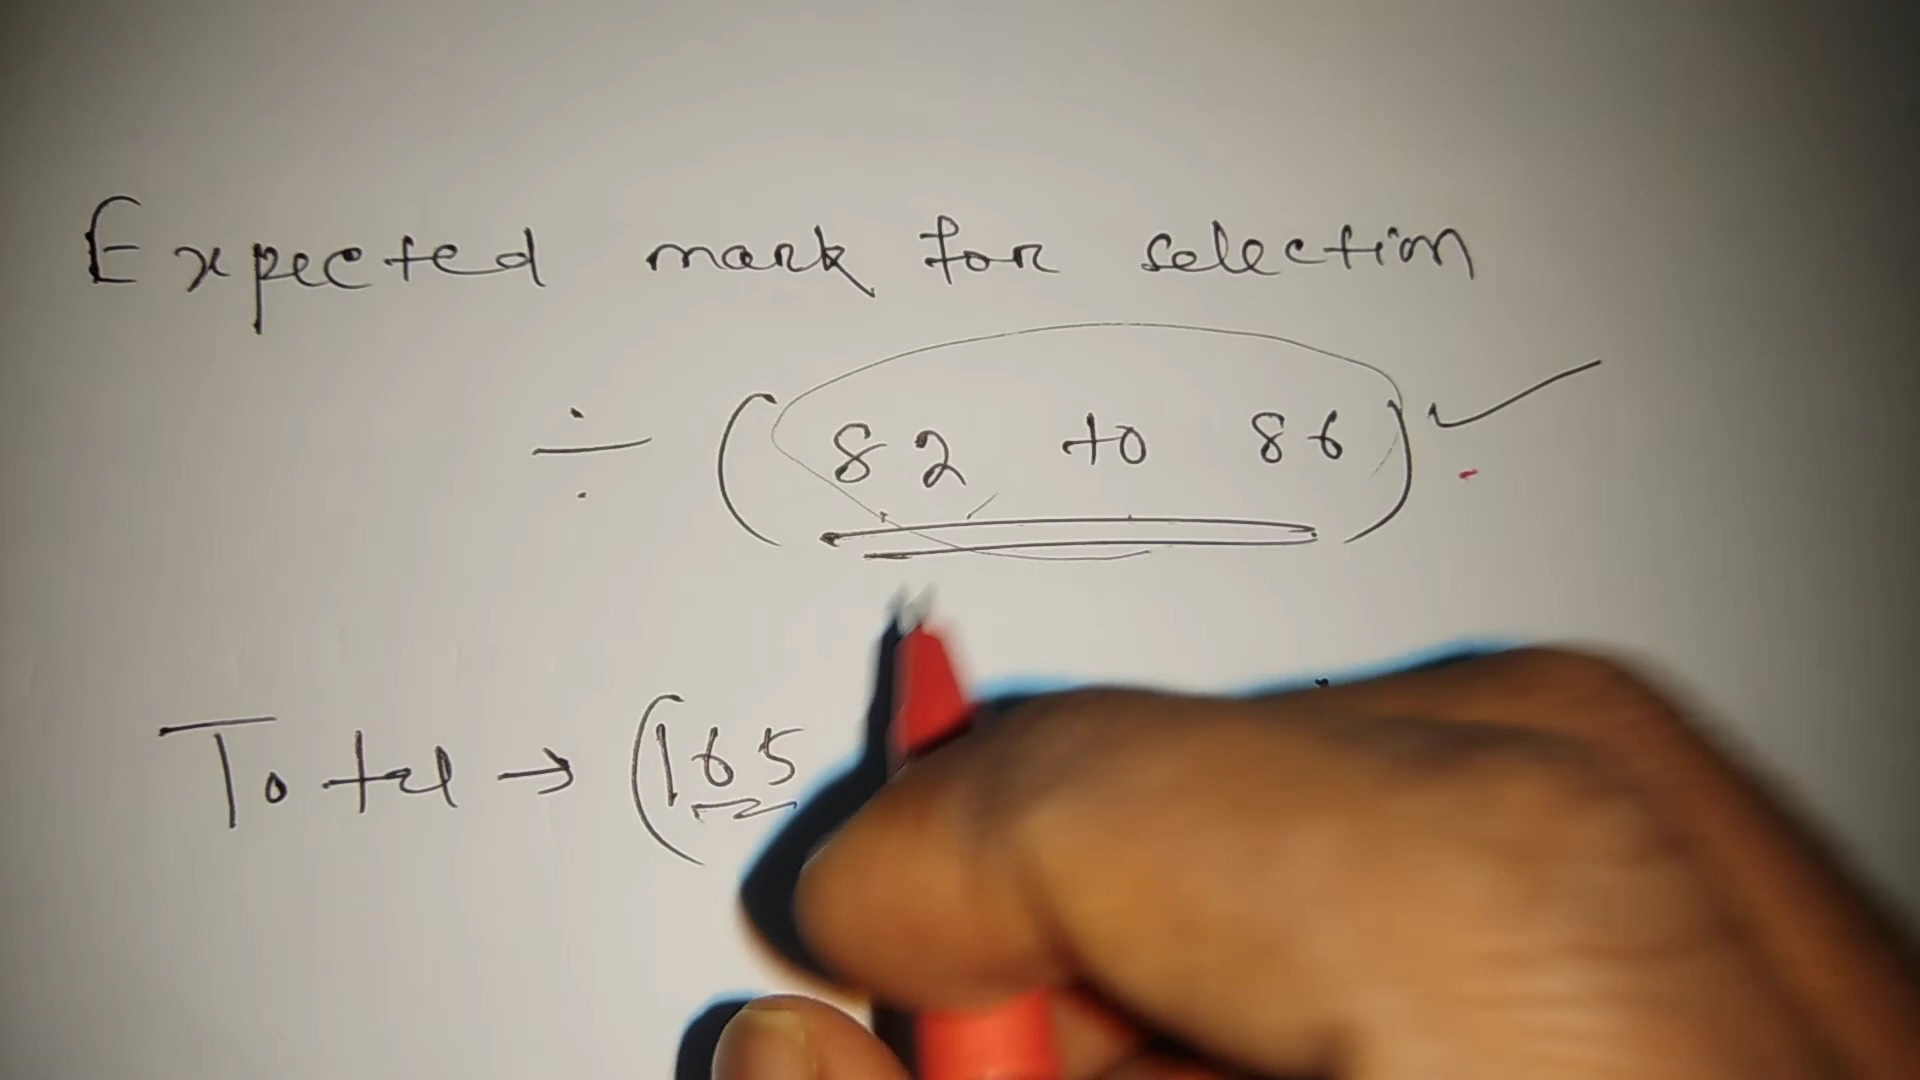 Expected mark for selection
÷ (82 to 86) ✓
Total → (165